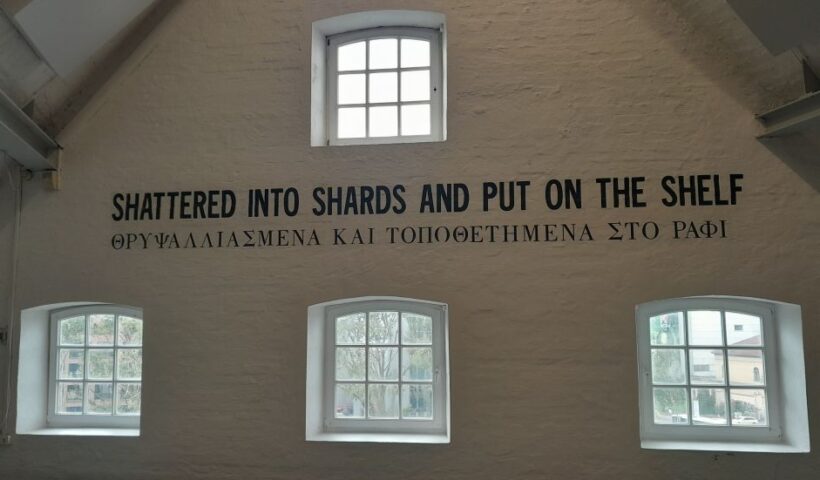 SHATTERED INTO SHARDS AND PUT ON THE SHELF
ΘΡΥΨΑΛΛΙΑΣΜΕΝΑ ΚΑΙ ΤΟΠΟΘΕΤΗΜΕΝΑ ΣΤΟ ΡΑΦΙ